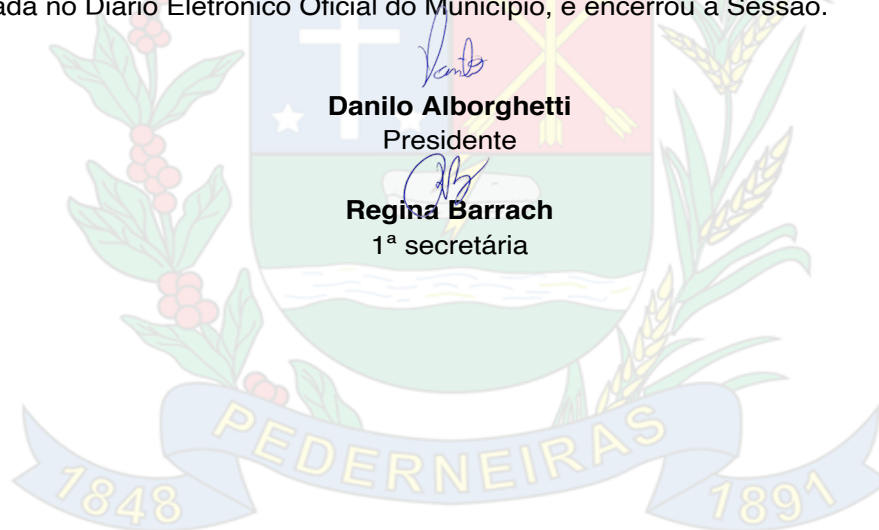 ada no Diário Eletrônico Oficial do Município, e encerrou a Sessão.
Danilo Alborghetti
Presidente
Regina Barrach
1ª secretária
PEDERNEIRAS
1848
1891